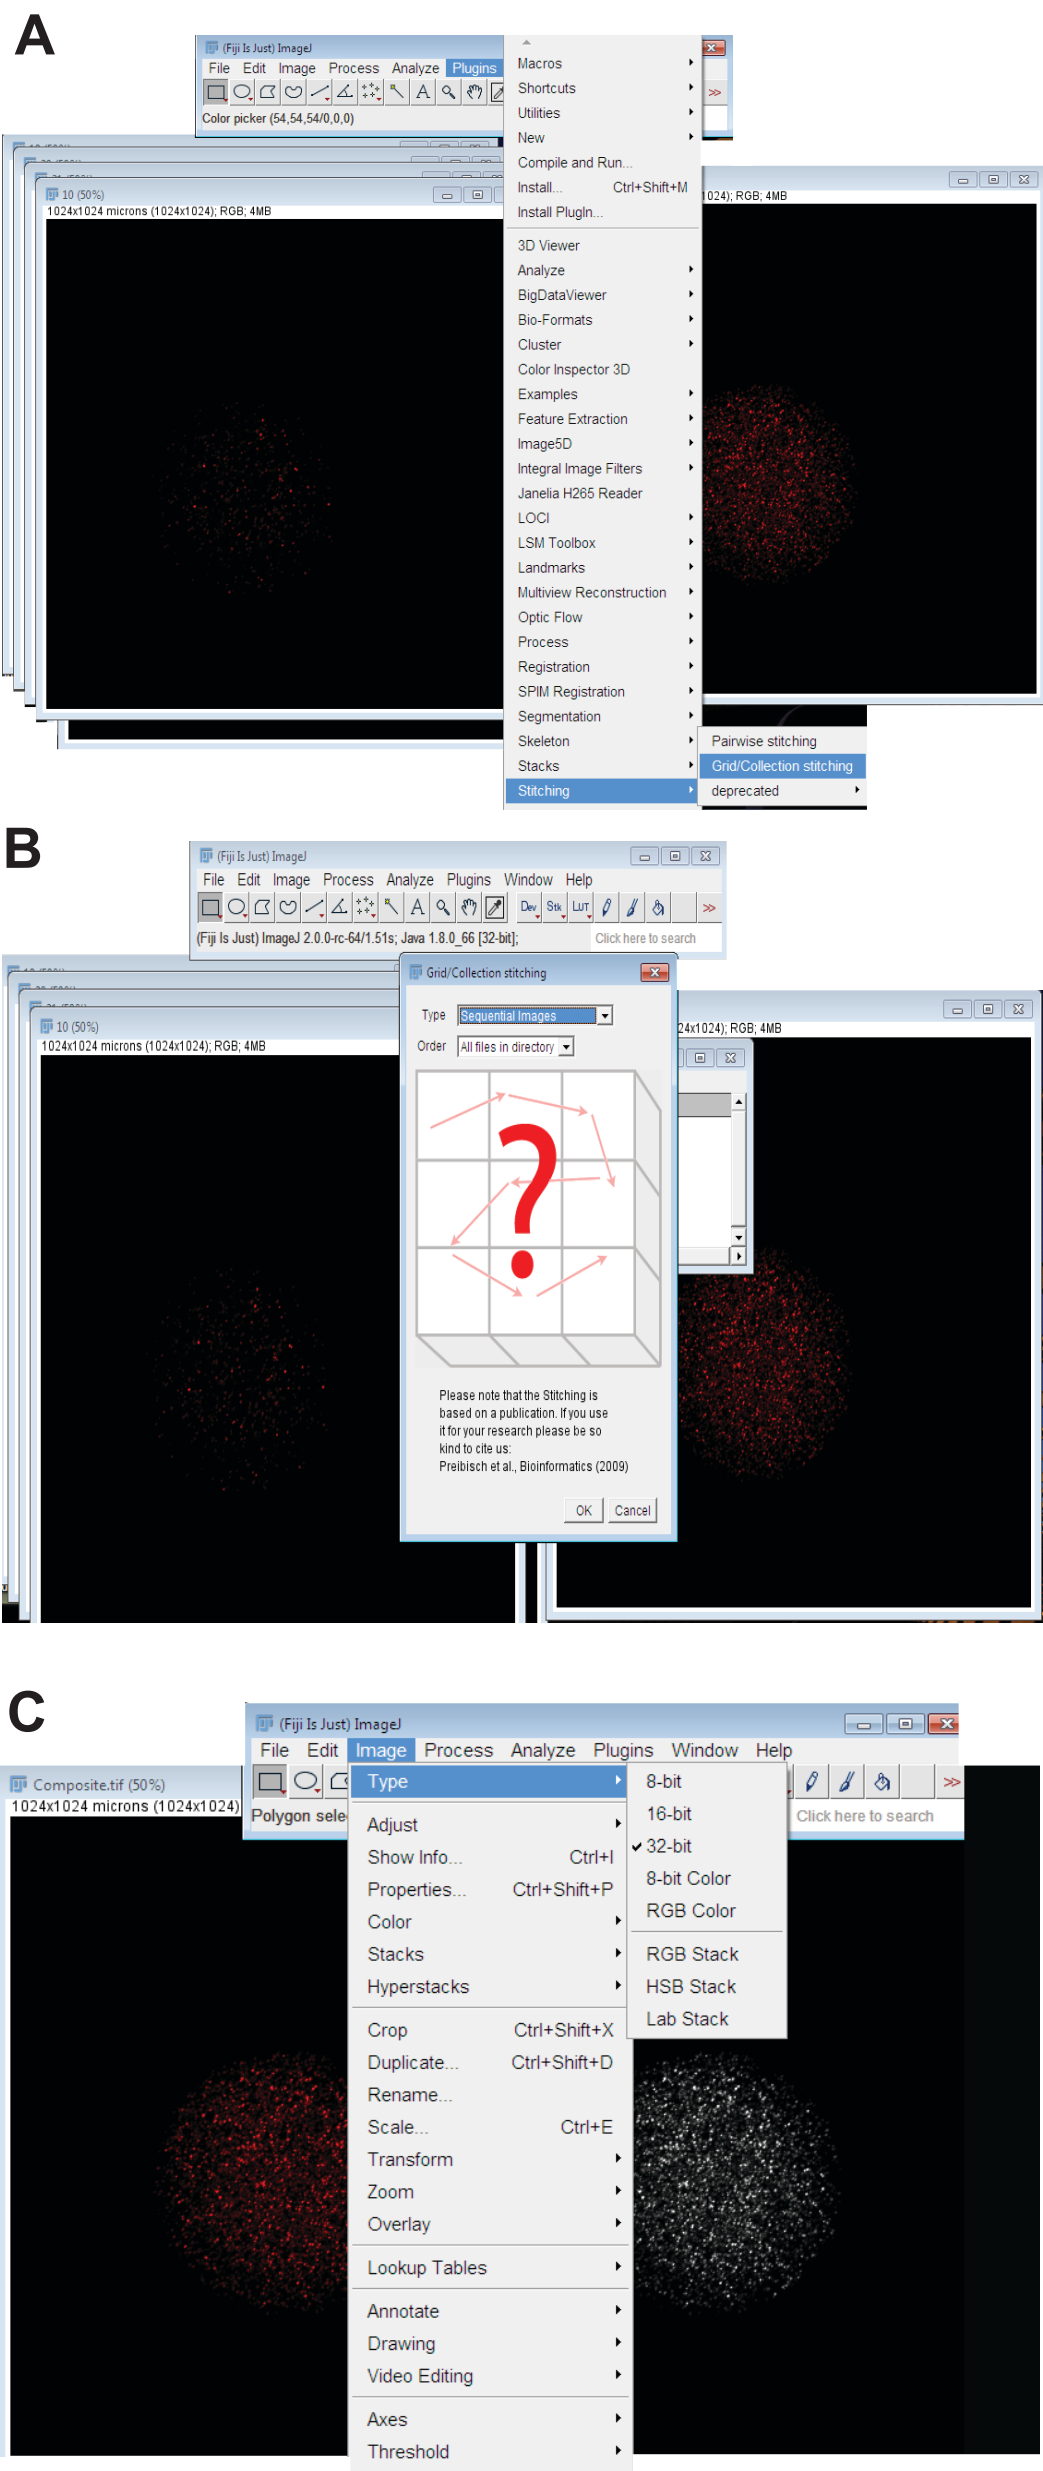 A
(Fiji Is Just) ImageJ
File Edit Image Process Analyze Plugins
Color picker (54,54,54/0,0,0)
10 (50%)
1024x1024 microns (1024x1024); RGB; 4MB
024); RGB; 4MB
Macros
Shortcuts
Utilities
New
Compile and Run...
Install... Ctrl+Shift+M
Install PlugIn...
3D Viewer
Analyze
BigDataViewer
Bio-Formats
Cluster
Color Inspector 3D
Examples
Feature Extraction
Image5D
Integral Image Filters
Janelia H265 Reader
LOCI
LSM Toolbox
Landmarks
Multiview Reconstruction
Optic Flow
Process
Registration
SPIM Registration
Segmentation
Skeleton
Stacks
Stitching
Pairwise stitching
Grid/Collection stitching
deprecated
B
(Fiji Is Just) ImageJ
File Edit Image Process Analyze Plugins Window Help
A Dev Stk LUT >>
(Fiji Is Just) ImageJ 2.0.0-rc-64/1.51s; Java 1.8.0_66 [32-bit]; Click here to search
10 (50%)
1024x1024 microns (1024x1024); RGB; 4MB
24x1024); RGB; 4MB
Grid/Collection stitching
Type Sequential Images
Order All files in directory
?
Please note that the Stitching is
based on a publication. If you use
it for your research please be so
kind to cite us:
Preibisch et al., Bioinformatics (2009)
OK Cancel
C
(Fiji Is Just) ImageJ
File Edit Image Process Analyze Plugins Window Help
Composite.tif (50%)
1024x1024 microns (1024x1024)
Polygon sele
Click here to search
Type
Adjust
Show Info... Ctrl+I
Properties... Ctrl+Shift+P
Color
Stacks
Hyperstacks
Crop Ctrl+Shift+X
Duplicate... Ctrl+Shift+D
Rename...
Scale... Ctrl+E
Transform
Zoom
Overlay
Lookup Tables
Annotate
Drawing
Video Editing
Axes
Threshold
8-bit
16-bit
32-bit
8-bit Color
RGB Color
RGB Stack
HSB Stack
Lab Stack